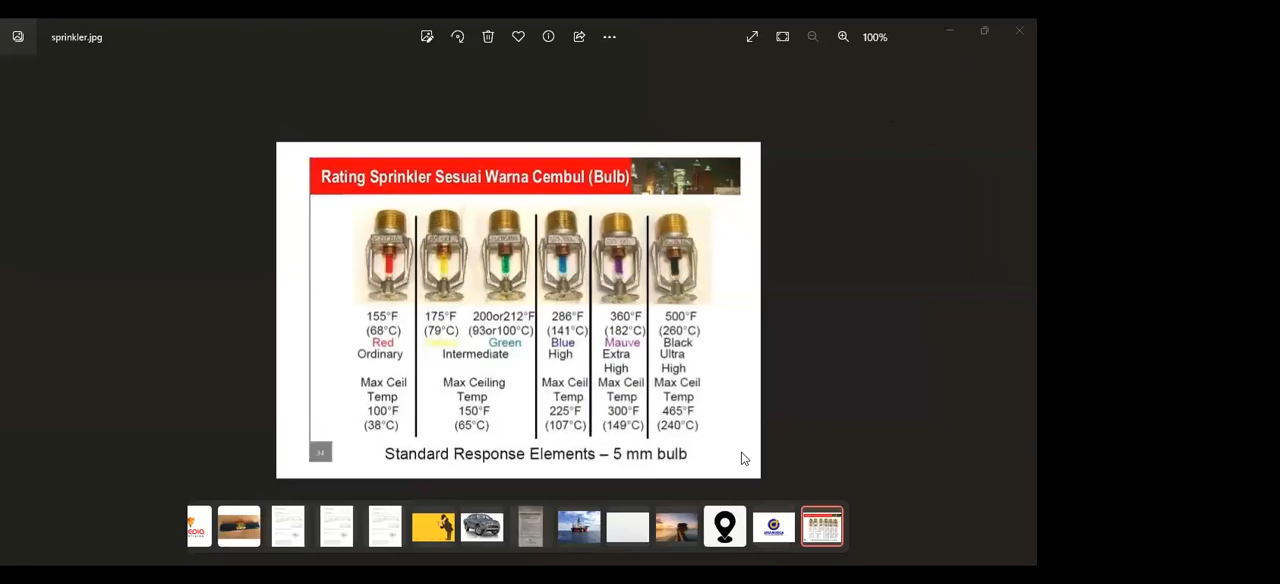 sprinkler.jpg
100%
Rating Sprinkler Sesuai Warna Cembul (Bulb)
155°F 175°F 200or212°F 286°F 360°F 500°F
(68°C) (79°C) (93or100°C) (141°C) (182°C) (260°C)
Red Yellow Green Blue Mauve Black
Ordinary Intermediate High Extra Ultra
High High
Max Ceil Max Ceiling Max Ceil Max Ceil Max Ceil
Temp Temp Temp Temp Temp
100°F 150°F 225°F 300°F 465°F
(38°C) (65°C) (107°C) (149°C) (240°C)
34
Standard Response Elements – 5 mm bulb